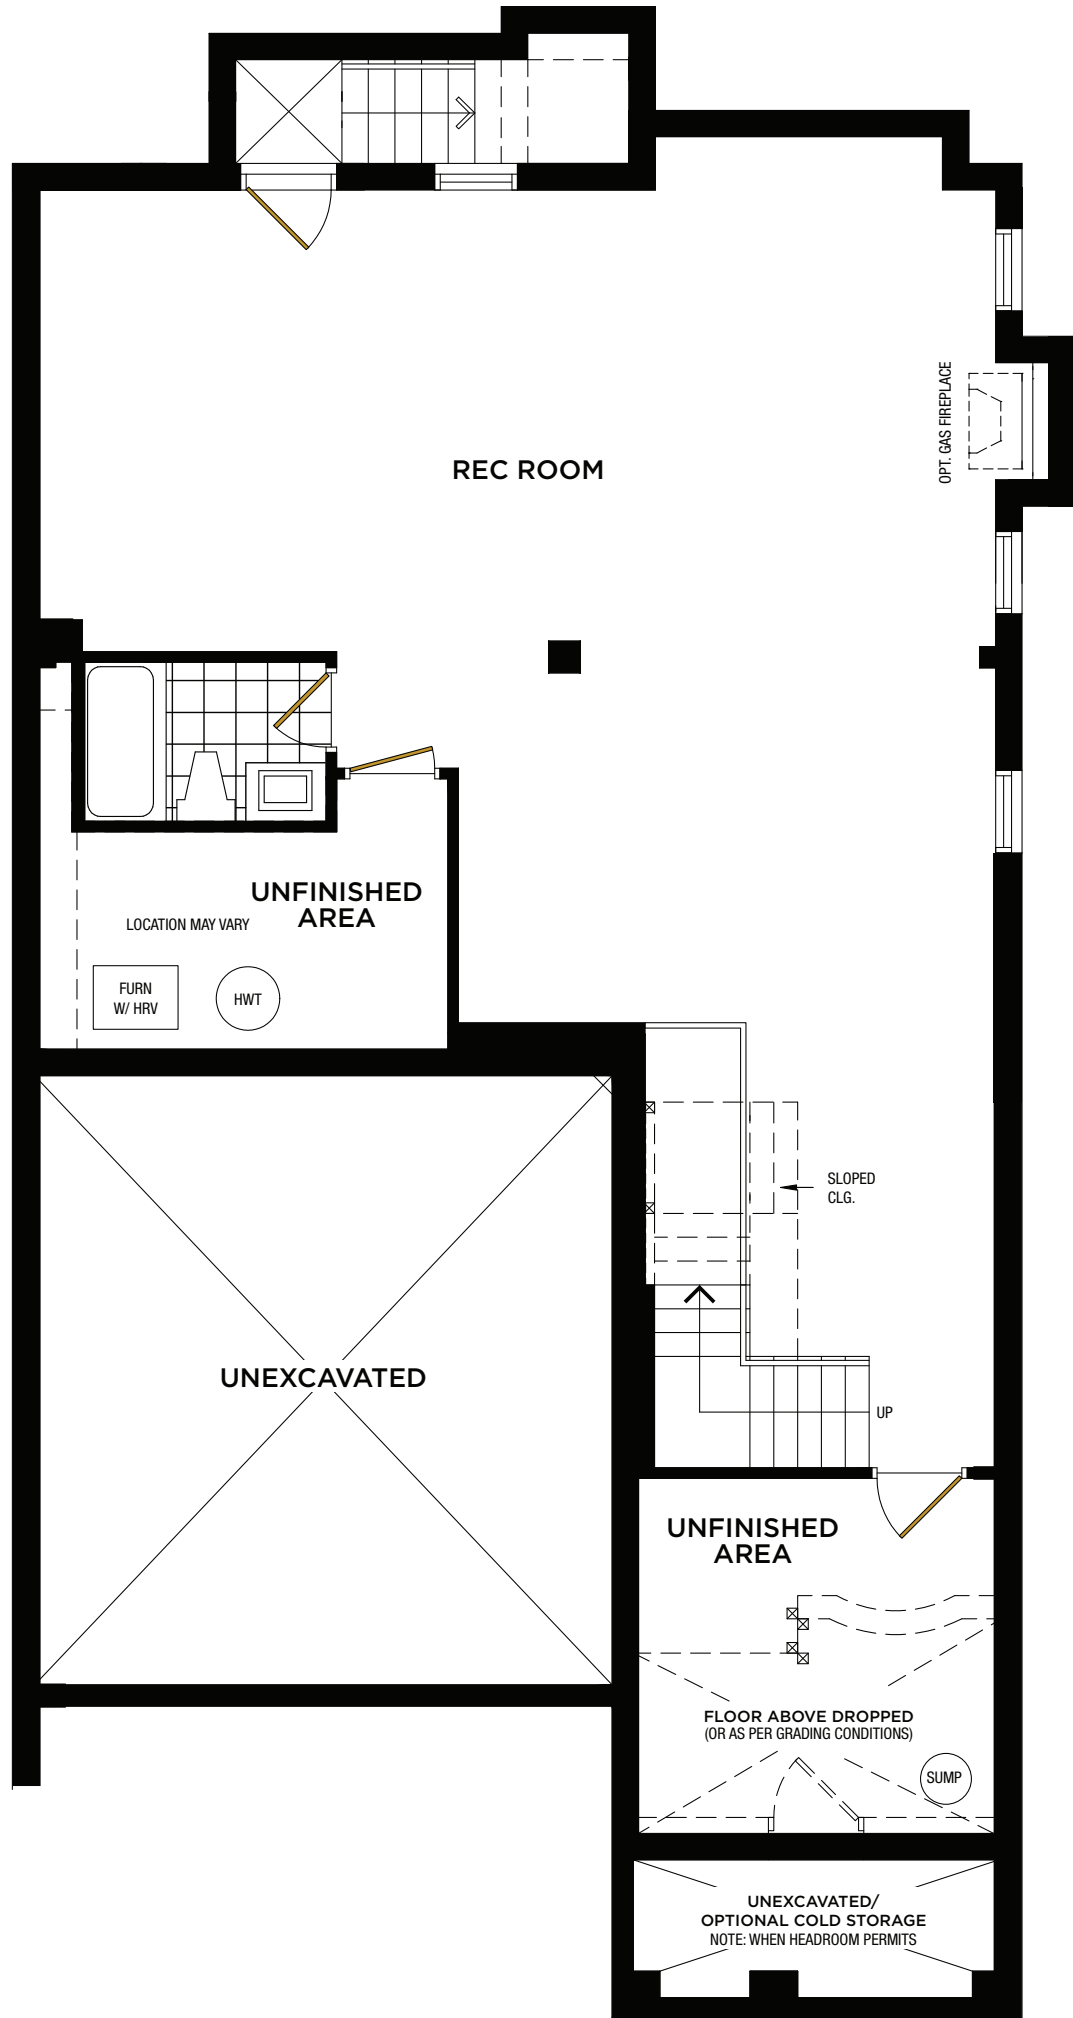 OPT. GAS FIREPLACE
REC ROOM
UNFINISHED
AREA
LOCATION MAY VARY
FURN
W/ HRV
HWT
SLOPED
CLG.
UNEXCAVATED
UP
UNFINISHED
AREA
FLOOR ABOVE DROPPED
(OR AS PER GRADING CONDITIONS)
SUMP
UNEXCAVATED/
OPTIONAL COLD STORAGE
NOTE: WHEN HEADROOM PERMITS